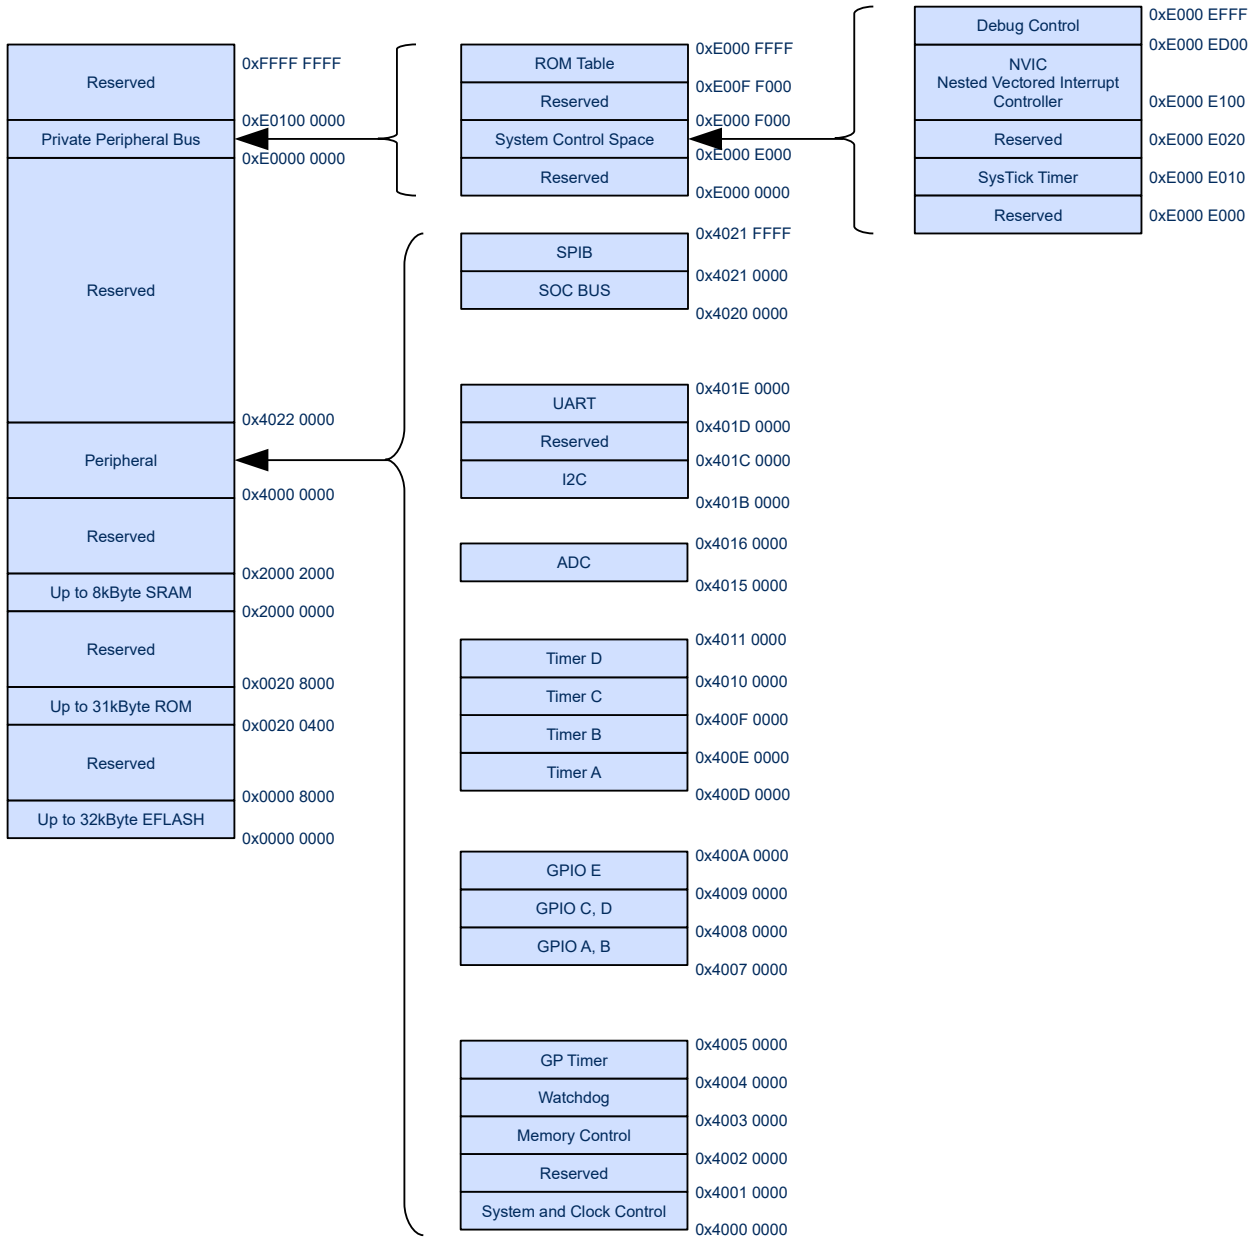 Reserved
0xFFFF FFFF
0xE0100 0000
Private Peripheral Bus
0xE0000 0000
Reserved
0x4022 0000
Peripheral
0x4000 0000
Reserved
0x2000 2000
Up to 8kByte SRAM
0x2000 0000
Reserved
0x0020 8000
Up to 31kByte ROM
0x0020 0400
Reserved
0x0000 8000
Up to 32kByte EFLASH
0x0000 0000
0xE000 FFFF
ROM Table
0xE00F F000
Reserved
0xE000 F000
System Control Space
0xE000 E000
Reserved
0xE000 0000
0x4021 FFFF
SPIB
0x4021 0000
SOC BUS
0x4020 0000
0x401E 0000
UART
0x401D 0000
Reserved
0x401C 0000
I2C
0x401B 0000
0x4016 0000
ADC
0x4015 0000
0x4011 0000
Timer D
0x4010 0000
Timer C
0x400F 0000
Timer B
0x400E 0000
Timer A
0x400D 0000
0x400A 0000
GPIO E
0x4009 0000
GPIO C, D
0x4008 0000
GPIO A, B
0x4007 0000
0x4005 0000
GP Timer
0x4004 0000
Watchdog
0x4003 0000
Memory Control
0x4002 0000
Reserved
0x4001 0000
System and Clock Control
0x4000 0000
0xE000 EFFF
Debug Control
0xE000 ED00
NVIC
Nested Vectored Interrupt
Controller
0xE000 E100
Reserved
0xE000 E020
SysTick Timer
0xE000 E010
Reserved
0xE000 E000